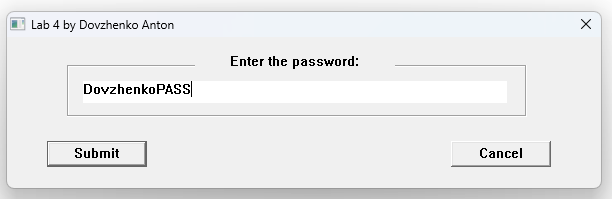 Lab 4 by Dovzhenko Anton
Enter the password:
DovzhenkoPASS
Submit
Cancel